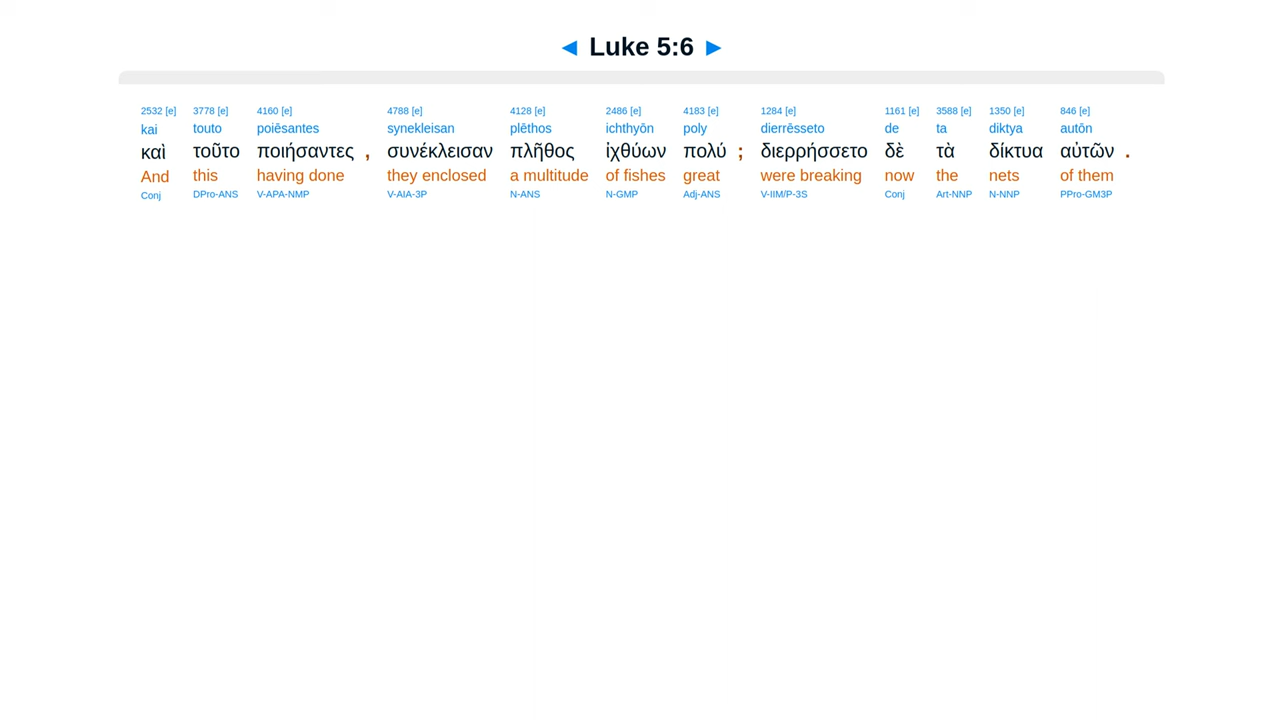 ◄ Luke 5:6 ►
2532 [e] 3778 [e] 4160 [e] 4788 [e] 4128 [e] 2486 [e] 4183 [e] 1284 [e] 1161 [e] 3588 [e] 1350 [e] 846 [e]
kai touto poiēsantes synekleisan plēthos ichthyōn poly dierrēsseto de ta diktya autōn
καὶ τοῦτο ποιήσαντες , συνέκλεισαν πλῆθος ἰχθύων πολύ ; διερρήσσετο δὲ τὰ δίκτυα αὐτῶν .
And this having done they enclosed a multitude of fishes great were breaking now the nets of them
Conj DPro-ANS V-APA-NMP V-AIA-3P N-ANS N-GMP Adj-ANS V-IIM/P-3S Conj Art-NNP N-NNP PPro-GM3P